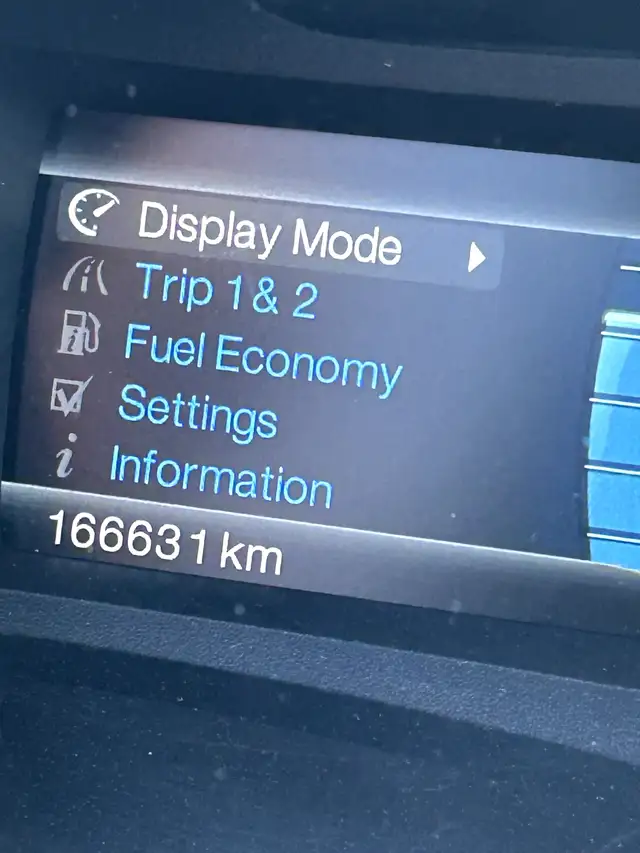 Display Mode
Trip 1 & 2
Fuel Economy
Settings
Information
166631 km